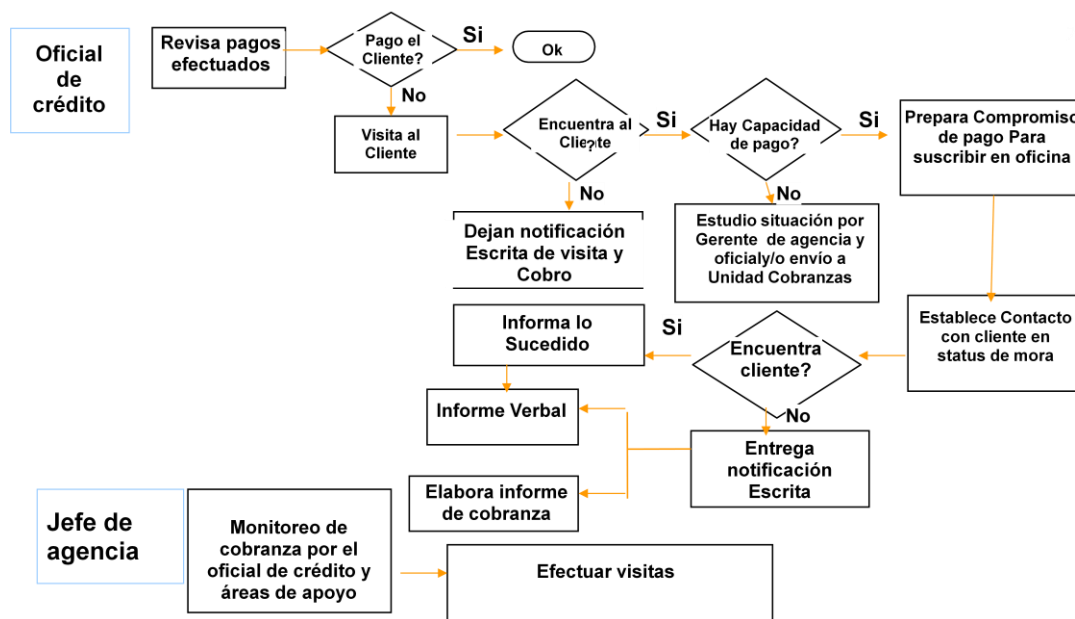 Oficial
de
crédito
Revisa pagos
efectuados
Pago el
Cliente?
Si
Ok
No
Visita al
Cliente
Encuentra al
Cliente
?
Si
Hay Capacidad
de pago?
Si
Prepara Compromiso
de pago Para
suscribir en oficina
No
Dejan notificación
Escrita de visita y
Cobro
No
Estudio situación por
Gerente de agencia y
oficialy/o envío a
Unidad Cobranzas
Establece Contacto
con cliente en
status de mora
Encuentra
cliente?
Si
Informa lo
Sucedido
Informe Verbal
No
Entrega
notificación
Escrita
Elabora informe
de cobranza
Jefe de
agencia
Monitoreo de
cobranza por el
oficial de crédito y
áreas de apoyo
Efectuar visitas